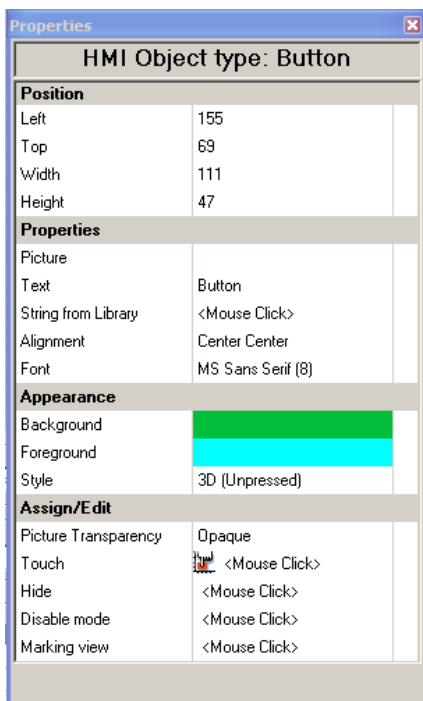 Properties
HMI Object type: Button
Position
Left 155
Top 69
Width 111
Height 47
Properties
Picture
Text Button
String from Library <Mouse Click>
Alignment Center Center
Font MS Sans Serif (8)
Appearance
Background
Foreground
Style 3D (Unpressed)
Assign/Edit
Picture Transparency Opaque
Touch <Mouse Click>
Hide <Mouse Click>
Disable mode <Mouse Click>
Marking view <Mouse Click>